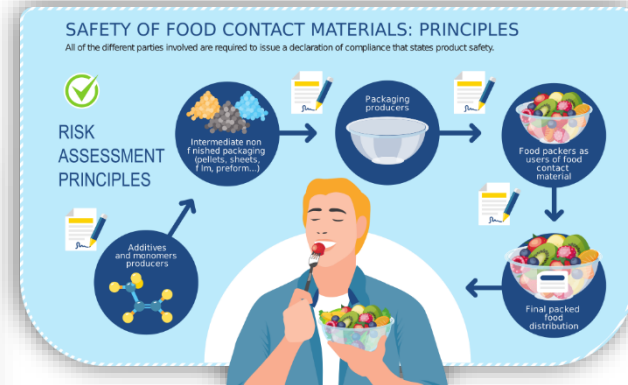 SAFETY OF FOOD CONTACT MATERIALS: PRINCIPLES
All of the different parties involved are required to issue a declaration of compliance that states product safety.
RISK
ASSESSMENT
PRINCIPLES
Additives
and monomers
producers
Intermediate non
f nished packaging
(pellets, sheets,
f lm, preform...)
Packaging
producers
Food packers as
users of food
contact
material
Final packed
food
distribution